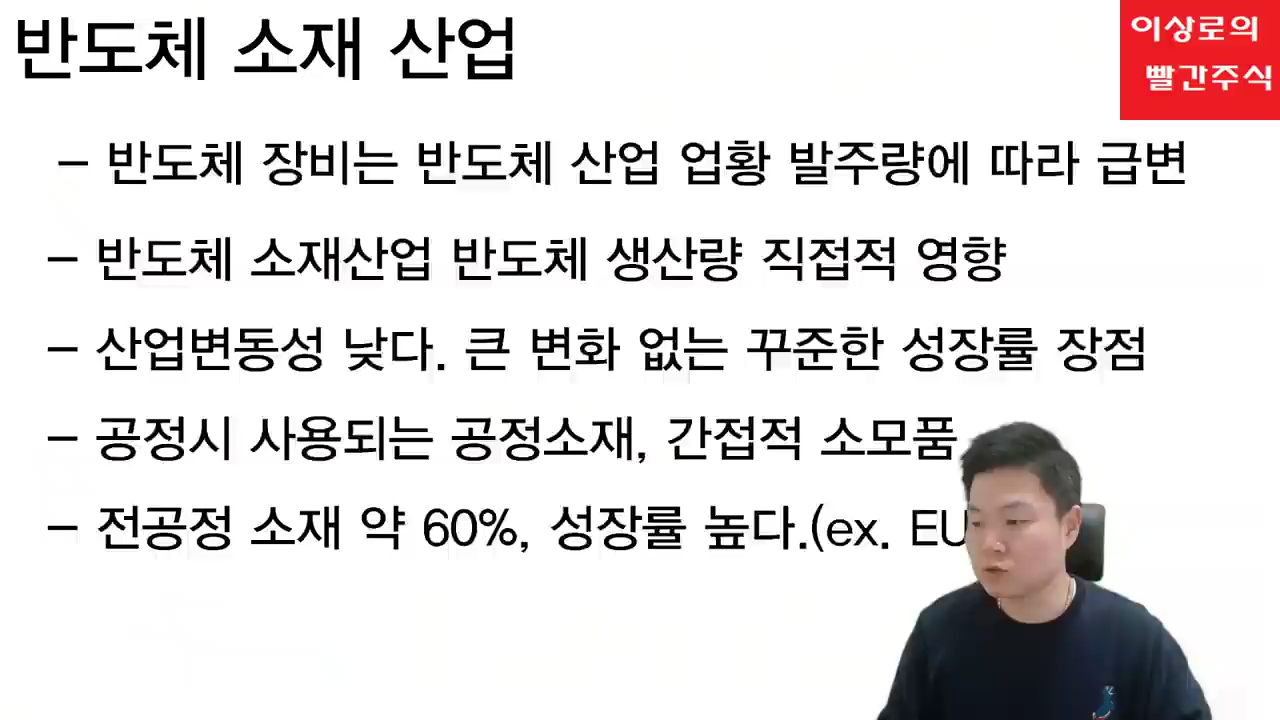 반도체 소재 산업
이상로의
빨간주식
– 반도체 장비는 반도체 산업 업황 발주량에 따라 급변
– 반도체 소재산업 반도체 생산량 직접적 영향
– 산업변동성 낮다. 큰 변화 없는 꾸준한 성장률 장점
– 공정시 사용되는 공정소재, 간접적 소모품
– 전공정 소재 약 60%, 성장률 높다.(ex.